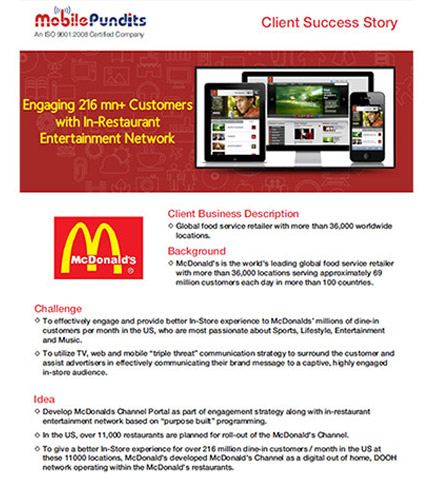 mobilePundits
An ISO 9001:2008 Certified Company
Client Success Story
Engaging 216 mn+ Customers
with In-Restaurant
Entertainment Network
McDonald's
Client Business Description
Global food service retailer with more than 36,000 worldwide
locations.
Background
McDonald's is the world's leading global food service retailer
with more than 36,000 locations serving approximately 69
million customers each day in more than 100 countries.
Challenge
To effectively engage and provide better In-Store experience to McDonalds' millions of dine-in
customers per month in the US, who are most passionate about Sports, Lifestyle, Entertainment
and Music.
To utilize TV, web and mobile "triple threat" communication strategy to surround the customer and
assist advertisers in effectively communicating their brand message to a captive, highly engaged
in-store audience.
Idea
Develop McDonalds Channel Portal as part of engagement strategy along with in-restaurant
entertainment network based on "purpose built" programming.
In the US, over 11,000 restaurants are planned for roll-out of the McDonald's Channel.
To give a better In-Store experience for over 216 million dine-in customers / month in the US at
these 11000 locations, McDonald's developed McDonald's Channel as a digital out of home, DOOH
network operating within the McDonald's restaurants.